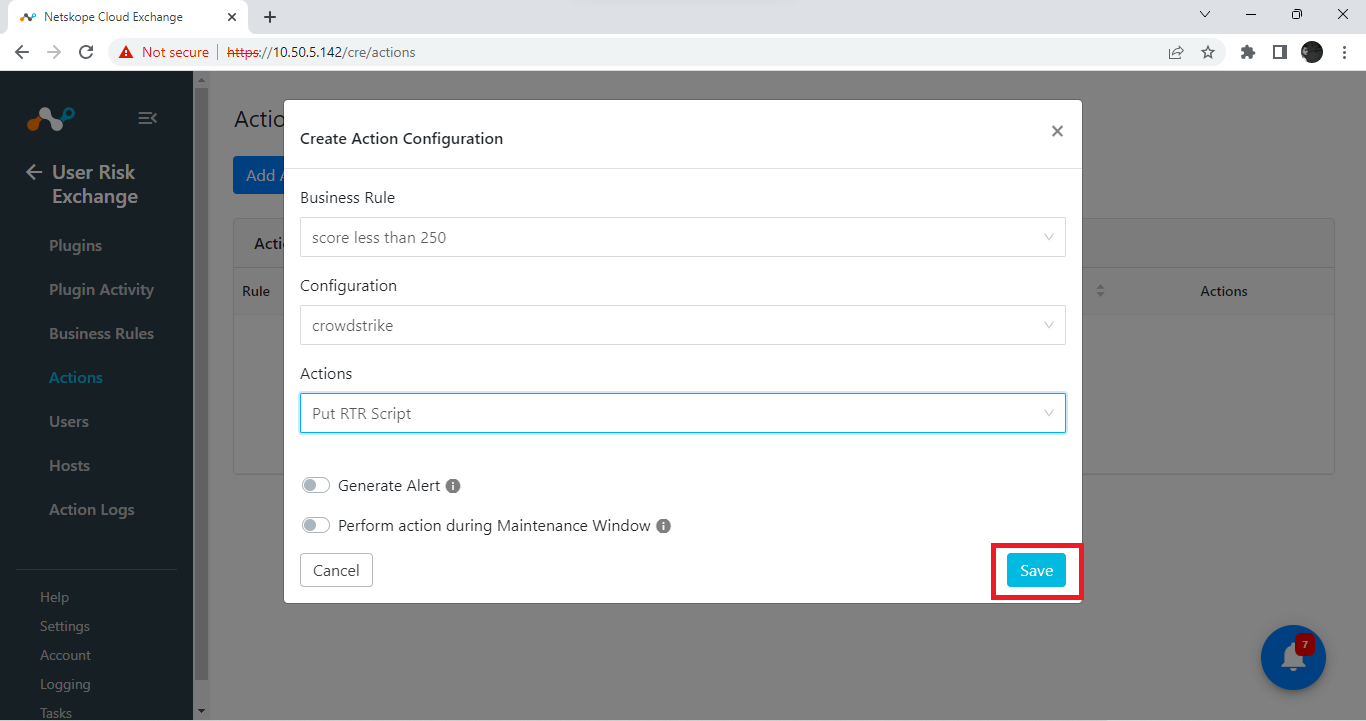 Netskope Cloud Exchange
Not secure
https://10.50.5.142/cre/actions
User Risk
Exchange
Plugins
Plugin Activity
Business Rules
Actions
Users
Hosts
Action Logs
Help
Settings
Account
Logging
Tasks
Create Action Configuration
Business Rule
score less than 250
Configuration
crowdstrike
Actions
Put RTR Script
Generate Alert
Perform action during Maintenance Window
Cancel
Save
Add
Rule
Actions
7